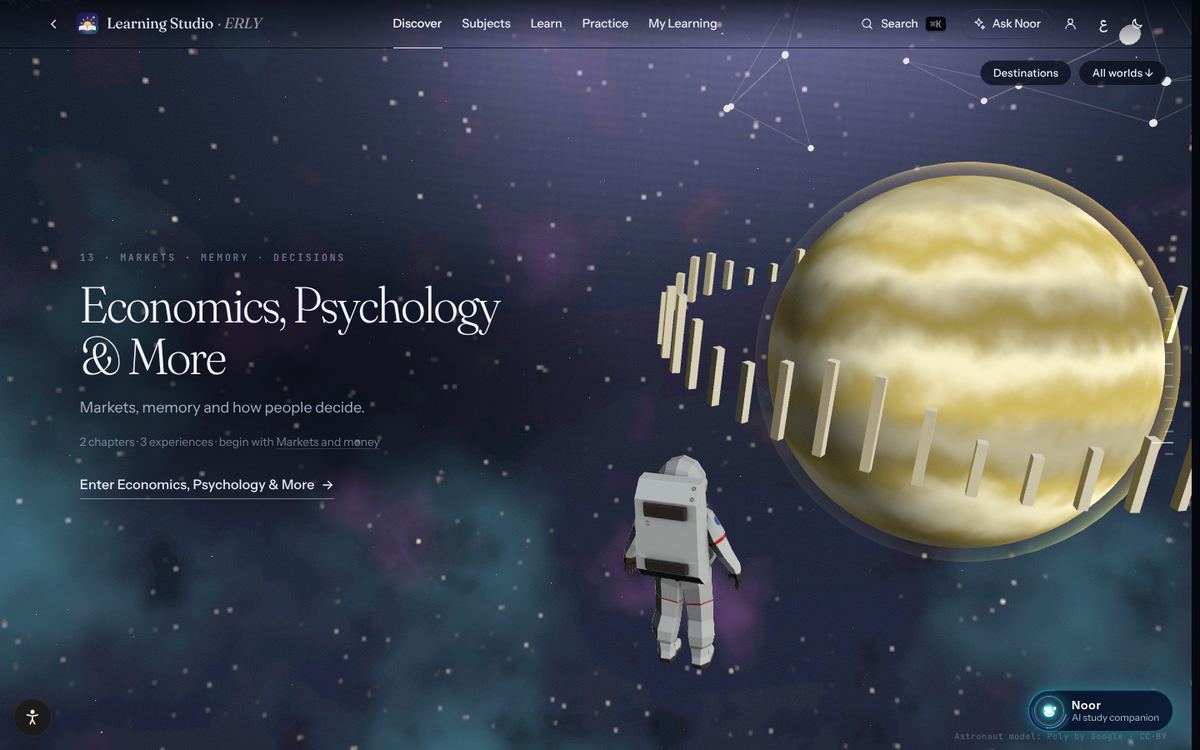 Learning Studio · ERLY
Discover
Subjects
Learn
Practice
My Learning
Search
⌘K
Ask Noor
ع
Destinations
All worlds ↓
13 · MARKETS · MEMORY · DECISIONS
Economics, Psychology
& More
Markets, memory and how people decide.
2 chapters · 3 experiences · begin with Markets and money
Enter Economics, Psychology & More →
Noor
AI study companion
Astronaut model: Poly by Google · CC-BY